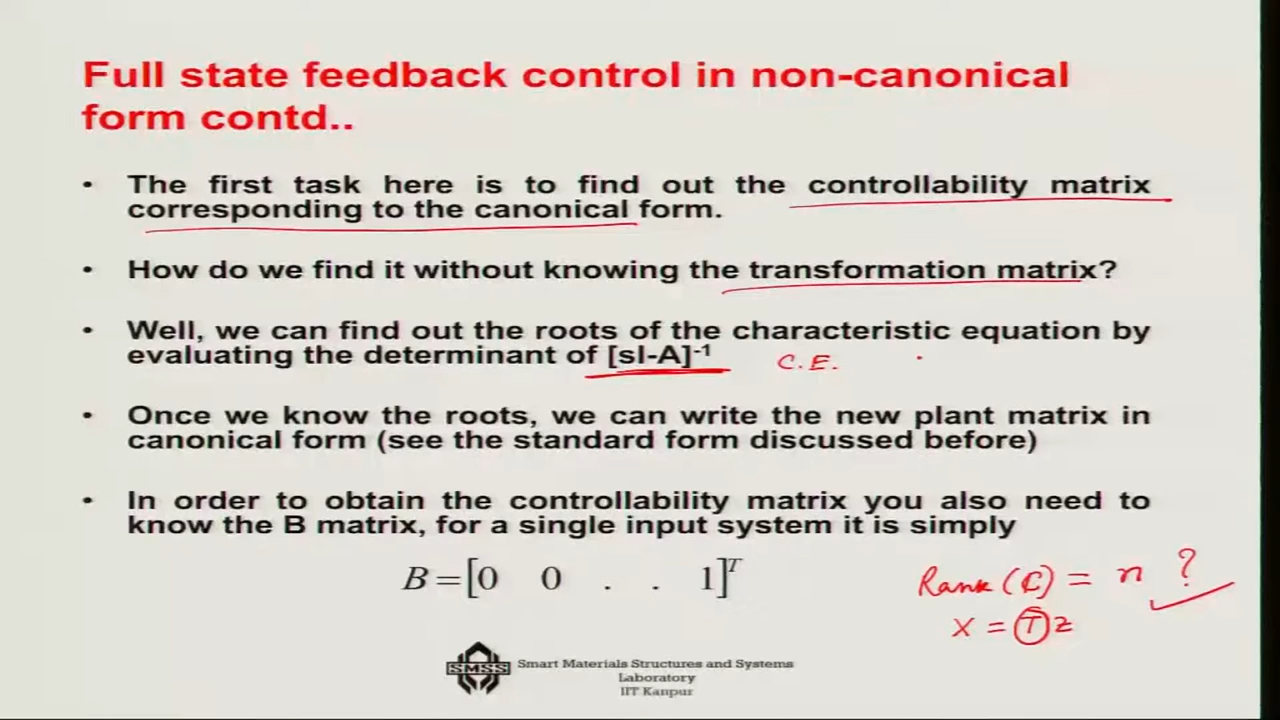 Full state feedback control in non-canonical
form contd..
• The first task here is to find out the controllability matrix
corresponding to the canonical form.
• How do we find it without knowing the transformation matrix?
• Well, we can find out the roots of the characteristic equation by
evaluating the determinant of [sI-A]⁻¹ C.E.
• Once we know the roots, we can write the new plant matrix in
canonical form (see the standard form discussed before)
• In order to obtain the controllability matrix you also need to
know the B matrix, for a single input system it is simply
B=[0 0 . . 1]ᵀ
Rank (C) = n ?
X = T z
SMSS Smart Materials Structures and Systems
Laboratory
IIT Kanpur